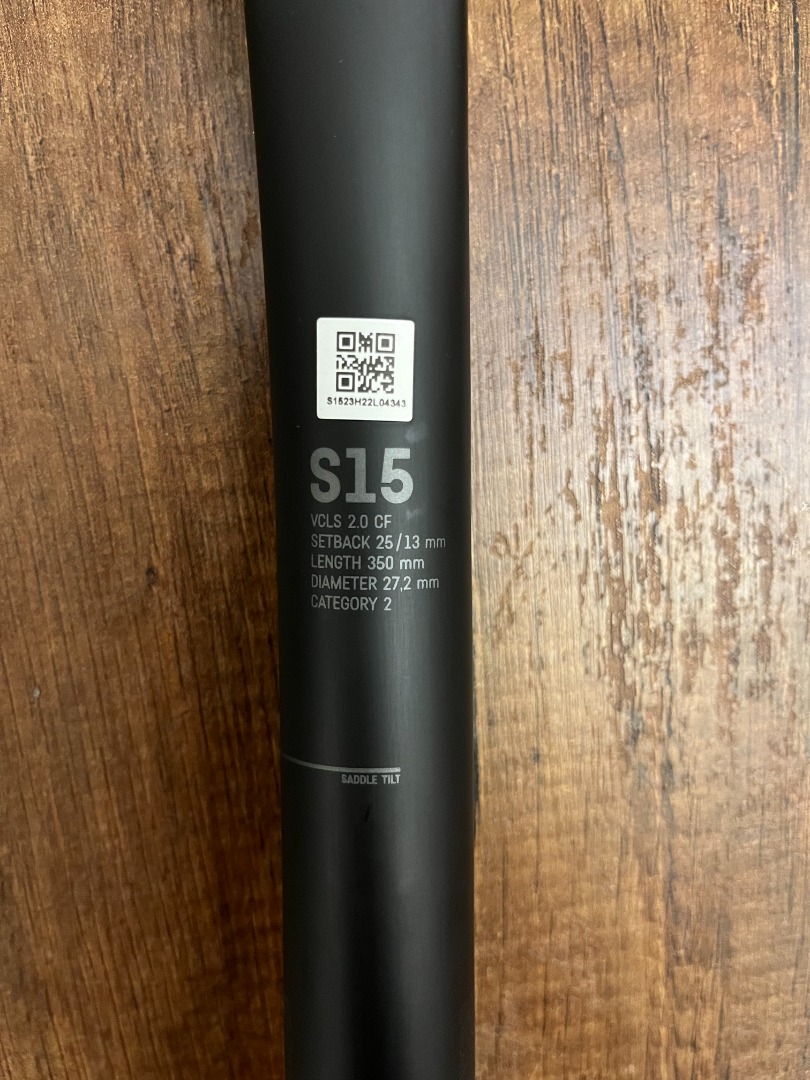 S1523H22L04343
S15
VCLS 2.0 CF
SETBACK 25/13 mm
LENGTH 350 mm
DIAMETER 27,2 mm
CATEGORY 2
SADDLE TILT